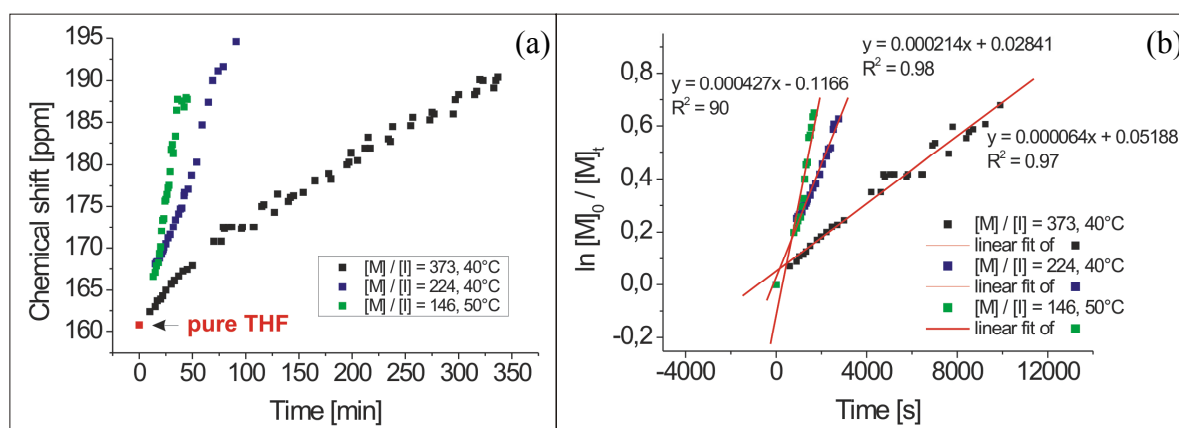 (a)
Chemical shift [ppm]
195
190
185
180
175
170
165
160
[M] / [I] = 373, 40°C
[M] / [I] = 224, 40°C
[M] / [I] = 146, 50°C
pure THF
0 50 100 150 200 250 300 350
Time [min]
(b)
ln [M]0 / [M]t
y = 0.000214x + 0.02841
R² = 0.98
y = 0.000427x - 0.1166
R² = 90
y = 0.000064x + 0.05188
R² = 0.97
0,8
0,6
0,4
0,2
0,0
-0,2
[M] / [I] = 373, 40°C
linear fit of
[M] / [I] = 224, 40°C
linear fit of
[M] / [I] = 146, 50°C
linear fit of
-4000 0 4000 8000 12000
Time [s]